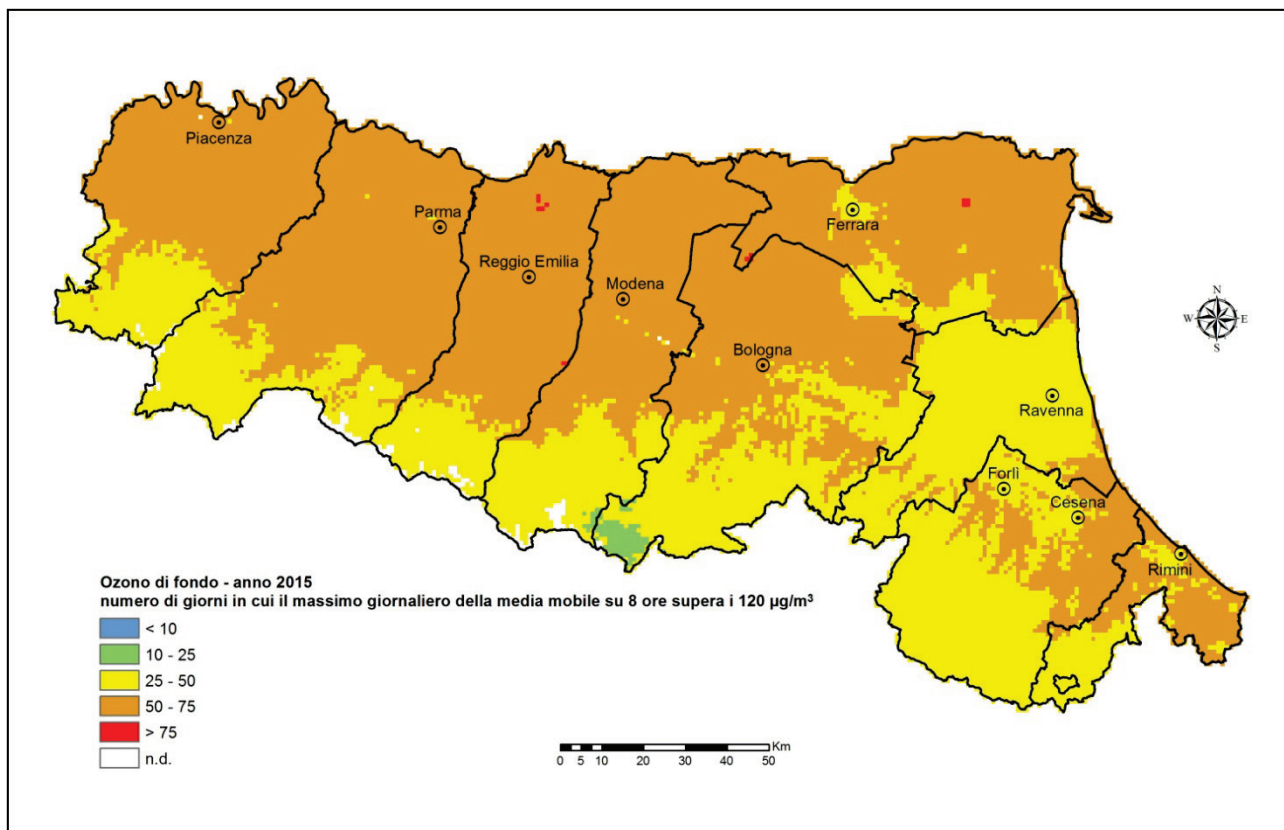 Piacenza
Parma
Ferrara
Reggio Emilia
Modena
N
W E
S
Bologna
Ravenna
Forlì
Cesena
Rimini
Ozono di fondo - anno 2015
numero di giorni in cui il massimo giornaliero della media mobile su 8 ore supera i 120 µg/m³
< 10
10 - 25
25 - 50
50 - 75
> 75
n.d.
Km
0 5 10 20 30 40 50